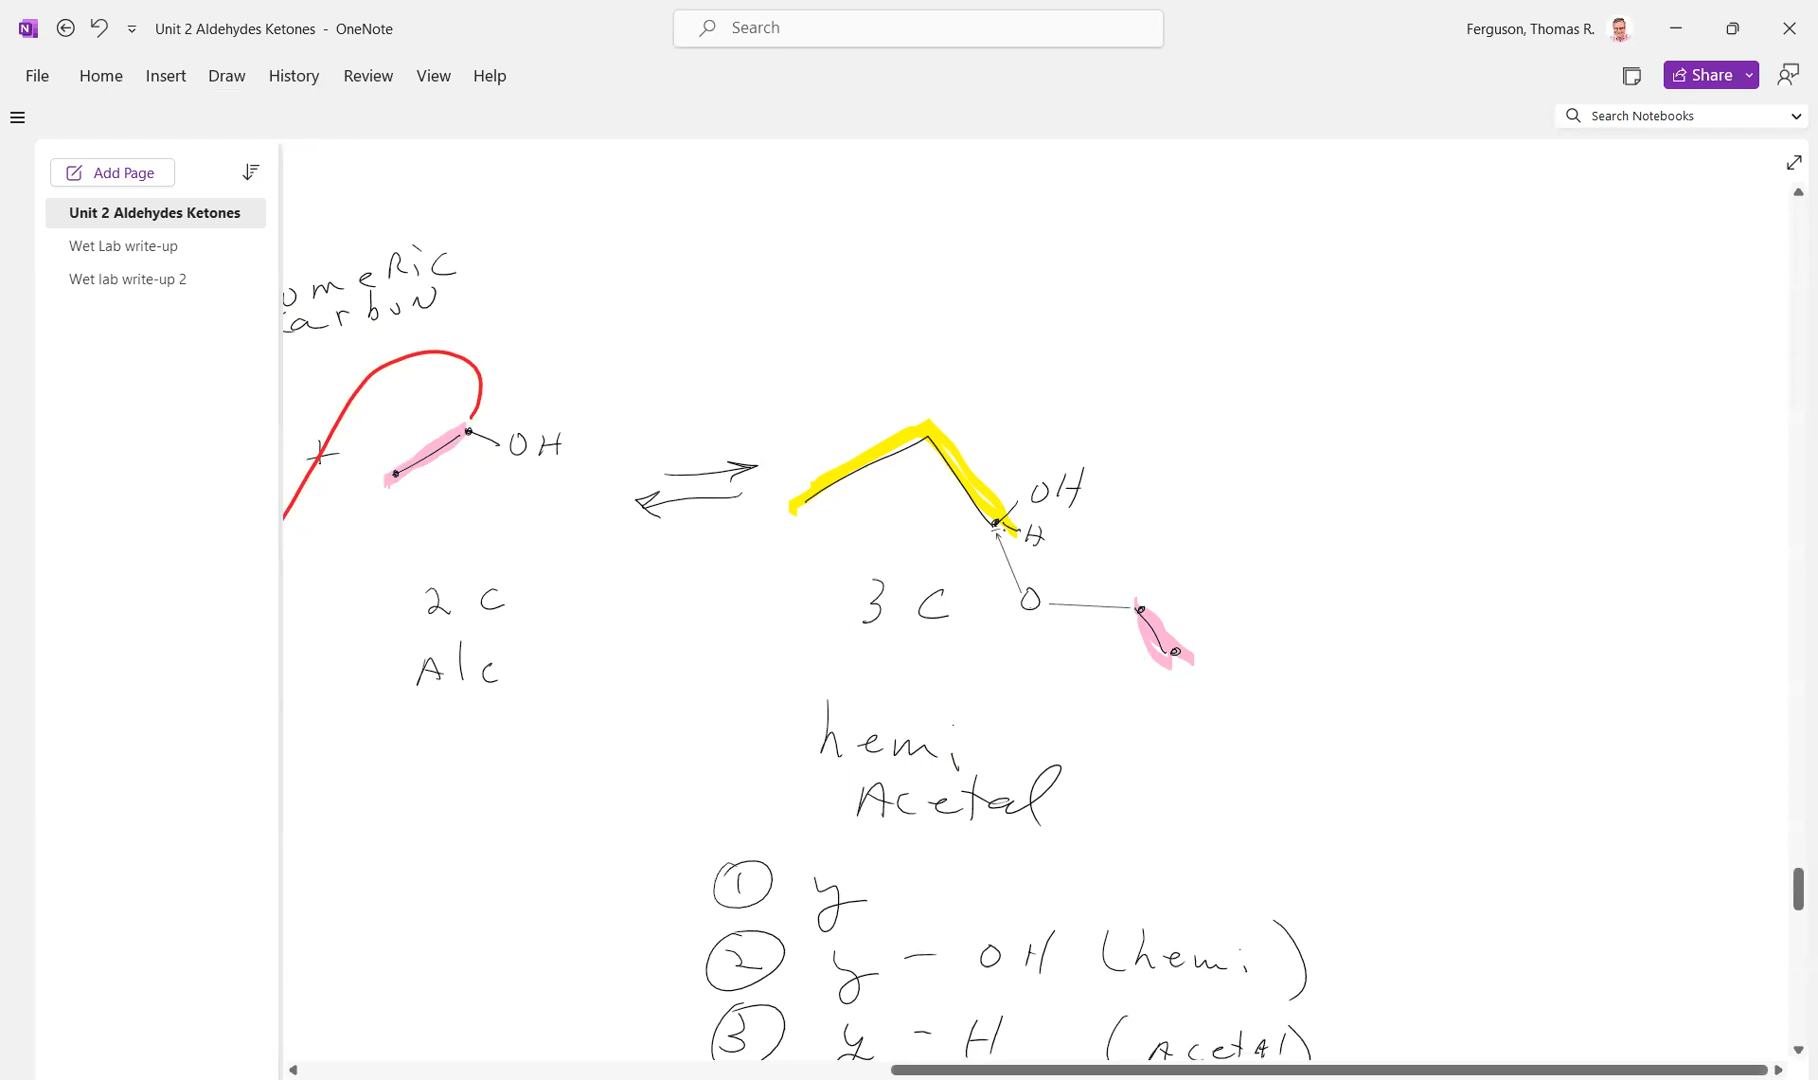 Unit 2 Aldehydes Ketones - OneNote
Search
Ferguson, Thomas R.
File Home Insert Draw History Review View Help
Share
Search Notebooks
Add Page
Unit 2 Aldehydes Ketones
Wet Lab write-up
Wet lab write-up 2
omeRic
carbon
+
OH
OH
H
O
2 C
Alc
3 C
hemi
Acetal
1 y
2 y - OH (hemi)
3 y - H (Acetal)